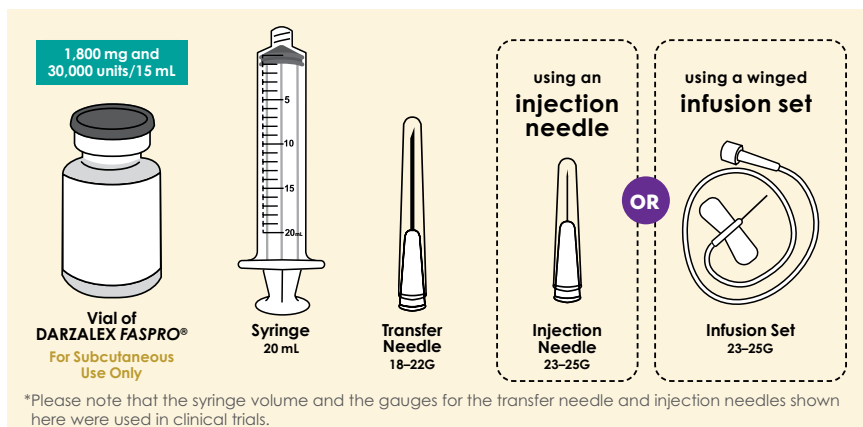 1,800 mg and
30,000 units/15 mL
Vial of
DARZALEX FASPRO®
For Subcutaneous
Use Only
5
10
15
20mL
Syringe
20 mL
Transfer
Needle
18–22G
using an
injection
needle
Injection
Needle
23–25G
OR
using a winged
infusion set
Infusion Set
23–25G
*Please note that the syringe volume and the gauges for the transfer needle and injection needles shown
here were used in clinical trials.